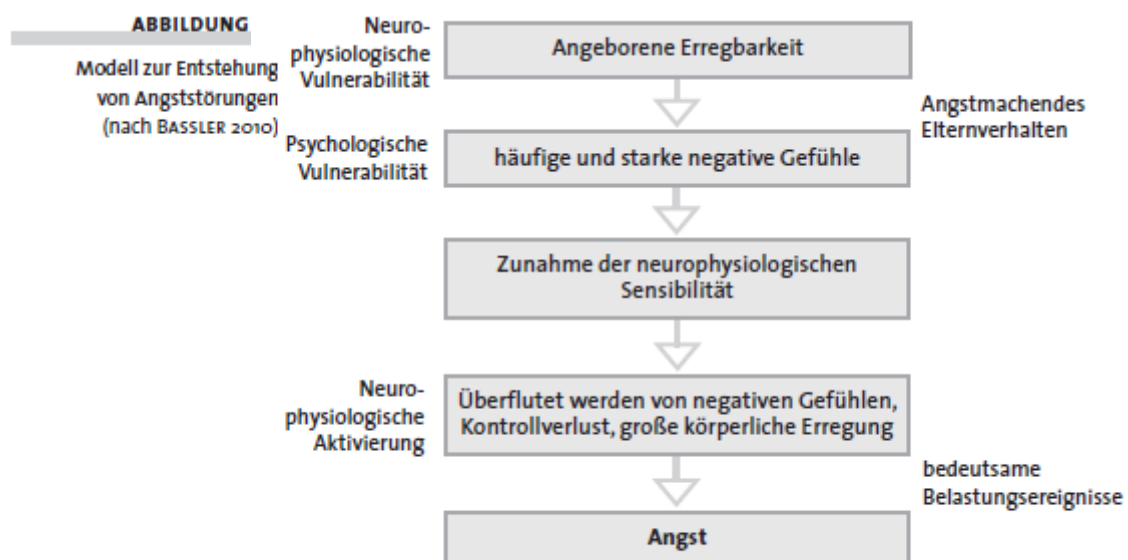 ABBILDUNG
Modell zur Entstehung
von Angststörungen
(nach BASSLER 2010)
Neuro-
physiologische
Vulnerabilität
Angeborene Erregbarkeit
Angstmachendes
Elternverhalten
Psychologische
Vulnerabilität
häufige und starke negative Gefühle
Zunahme der neurophysiologischen
Sensibilität
Neuro-
physiologische
Aktivierung
Überflutet werden von negativen Gefühlen,
Kontrollverlust, große körperliche Erregung
bedeutsame
Belastungsereignisse
Angst